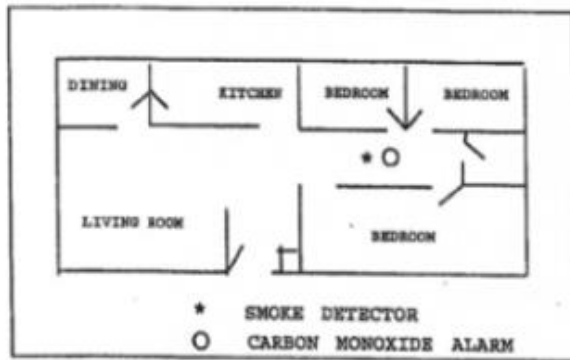 DINING
KITCHEN
BEDROOM
BEDROOM
LIVING ROOM
BEDROOM
* SMOKE DETECTOR
O CARBON MONOXIDE ALARM